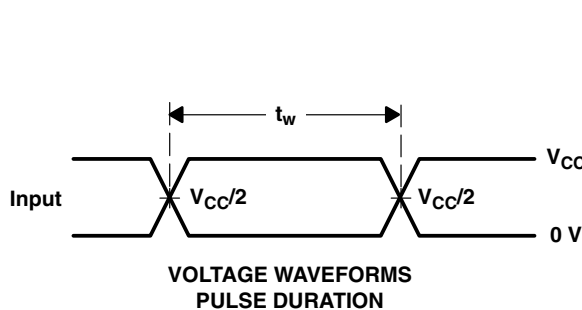 tw
VCC
Input
VCC/2
VCC/2
0 V
VOLTAGE WAVEFORMS
PULSE DURATION